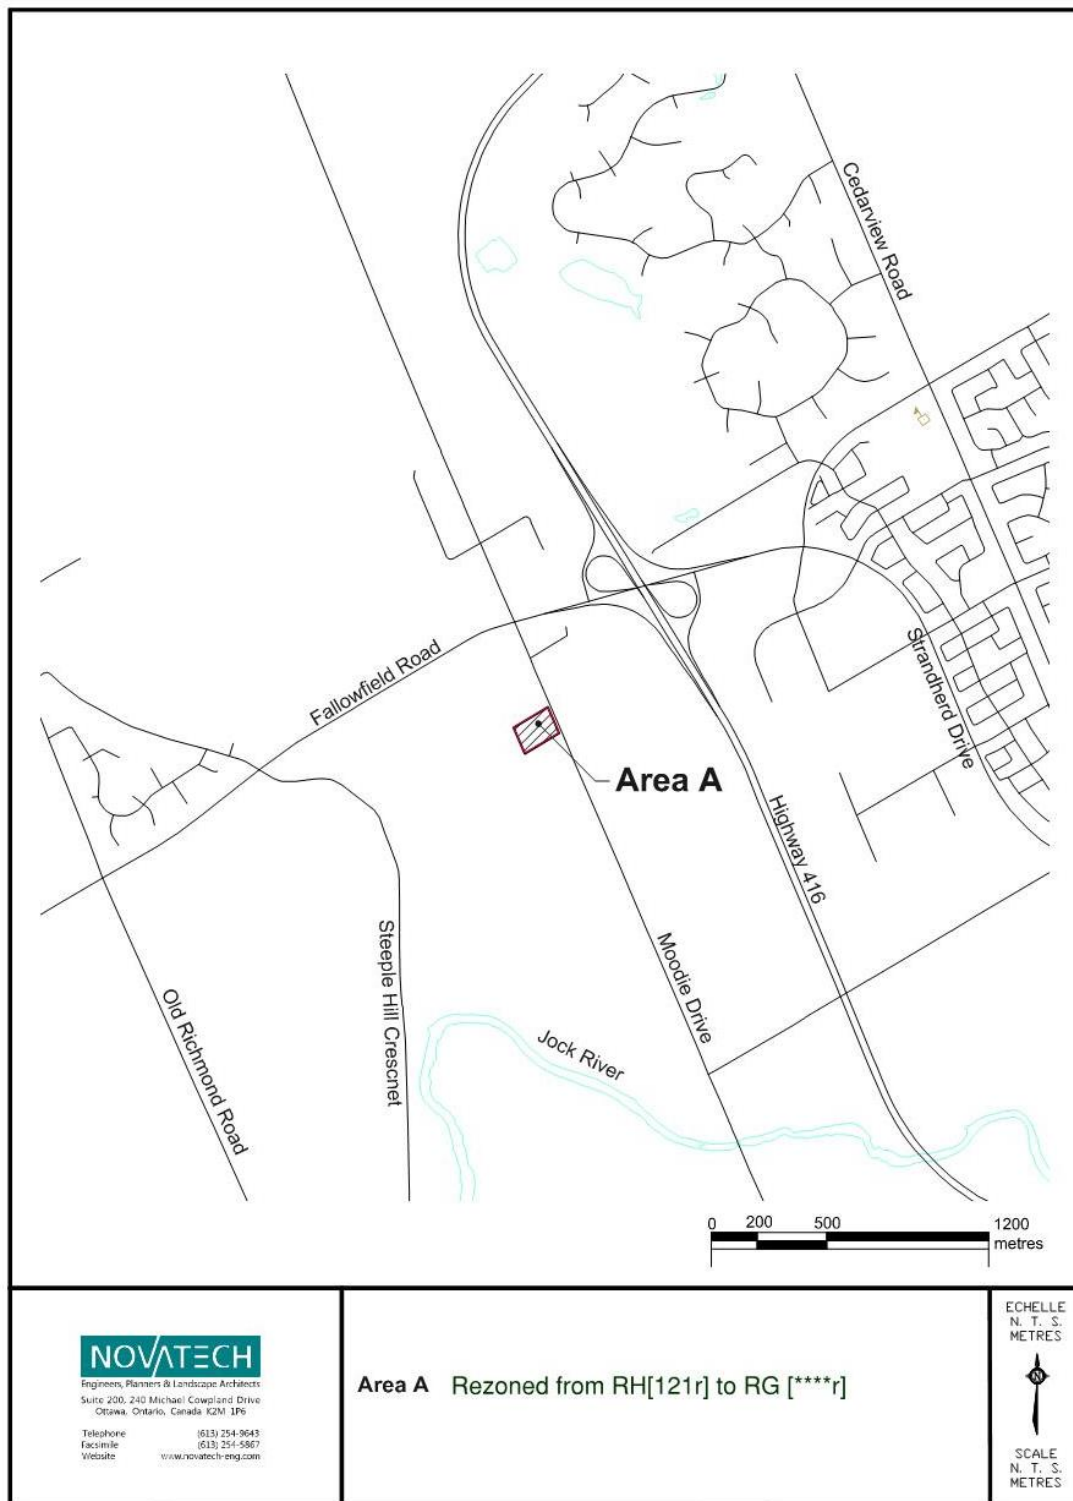 Cedarview Road
Fallowfield Road
Strandherd Drive
Area A
Highway 416
Steeple Hill Crescnet
Moodie Drive
Old Richmond Road
Jock River
0 200 500 1200
metres
NOVATECH
Engineers, Planners & Landscape Architects
Suite 200, 240 Michael Cowpland Drive
Ottawa, Ontario, Canada K2M 1P6
Telephone (613) 254-9643
Facsimile (613) 254-5867
Website www.novatech-eng.com
Area A Rezoned from RH[121r] to RG [****r]
ECHELLE
N. T. S.
METRES
N
SCALE
N. T. S.
METRES